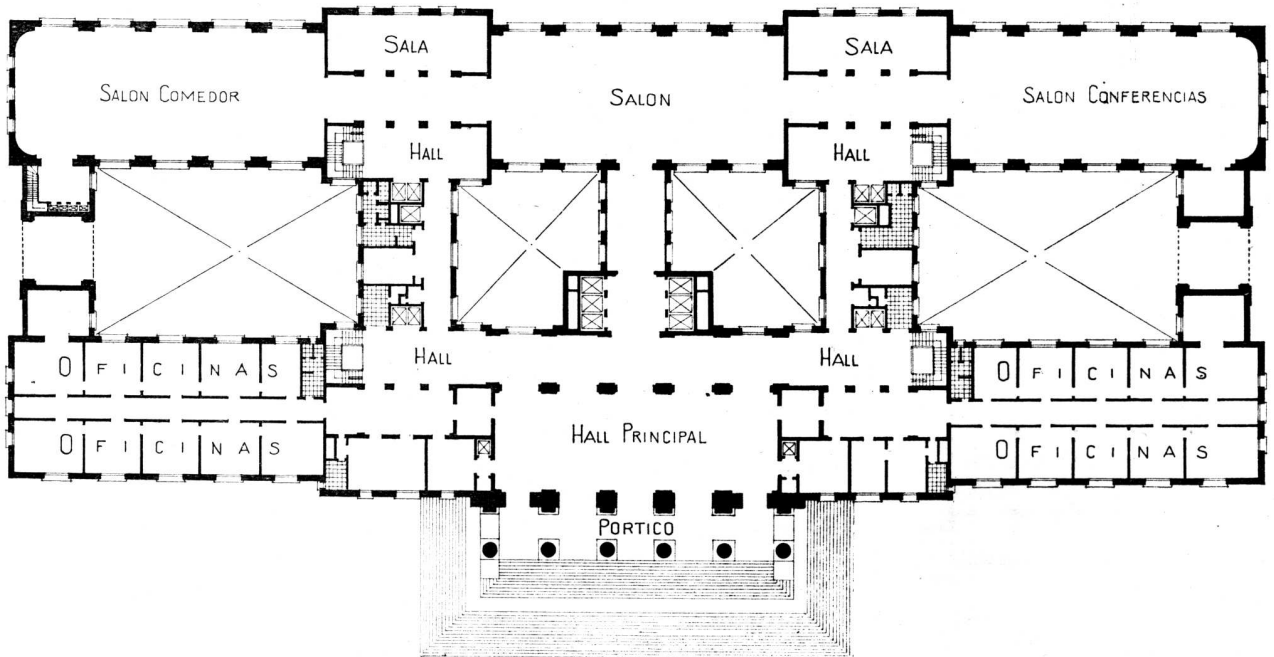 SALA
SALA
SALON COMEDOR
SALON
SALON CONFERENCIAS
HALL
HALL
HALL
HALL
OFICINAS
OFICINAS
HALL PRINCIPAL
OFICINAS
OFICINAS
PORTICO